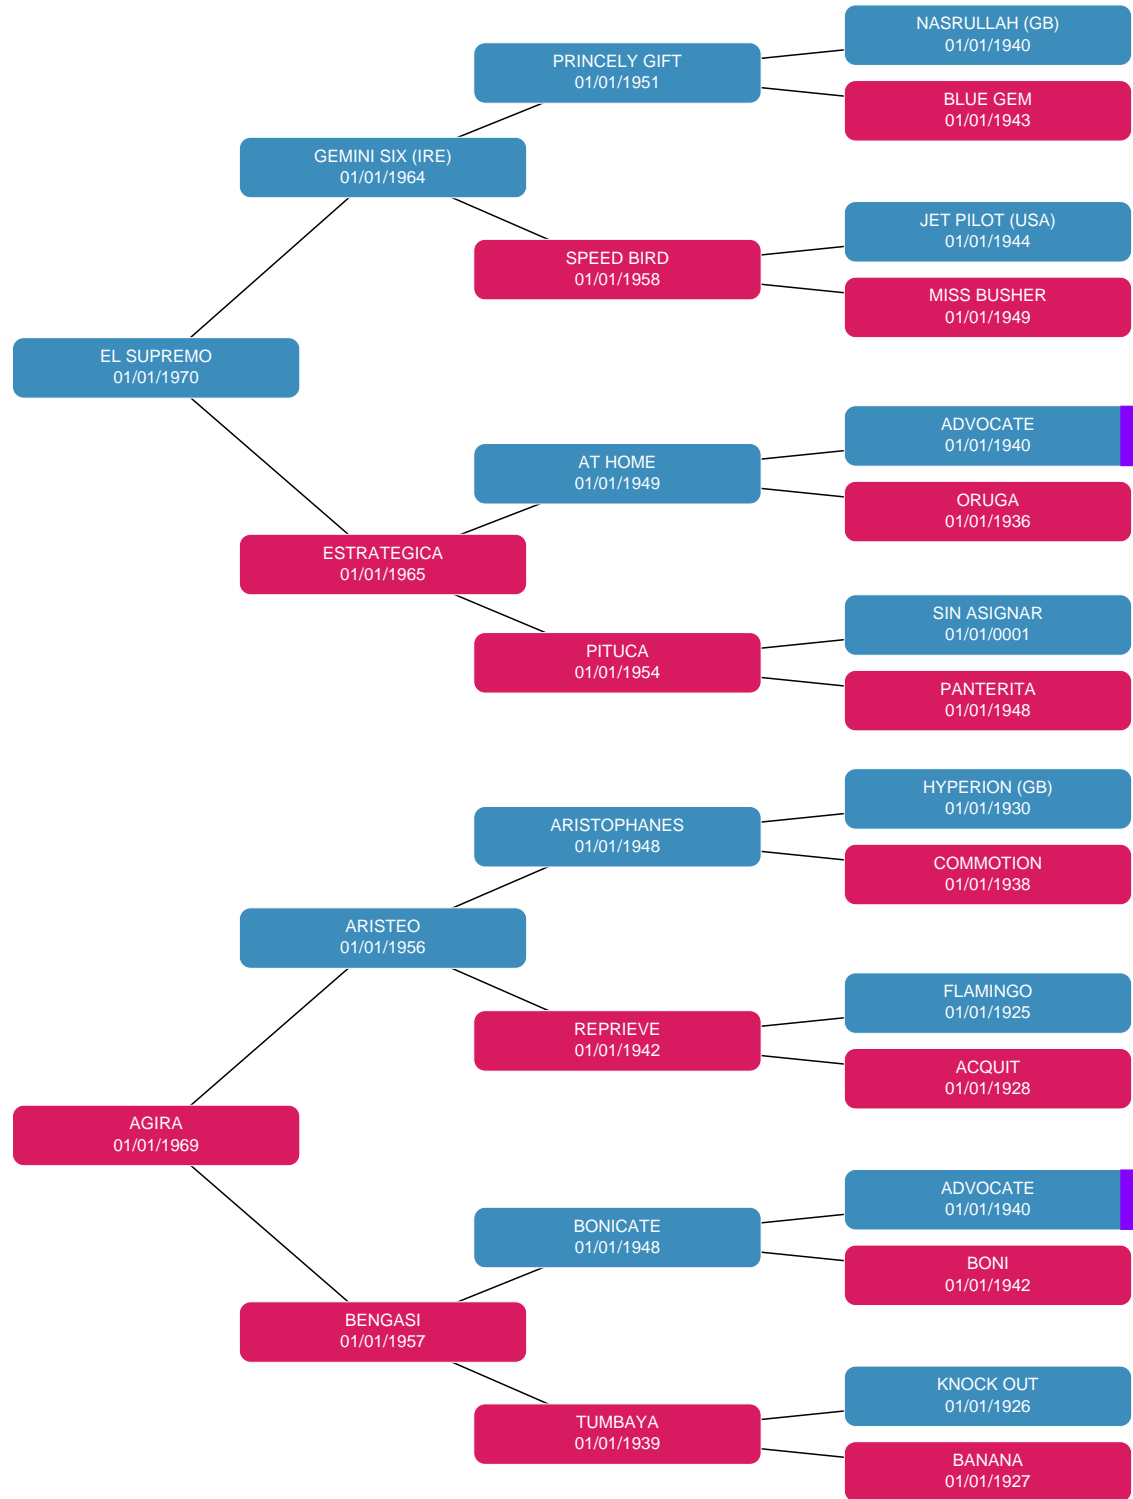 NASRULLAH (GB)
01/01/1940
PRINCELY GIFT
01/01/1951
BLUE GEM
01/01/1943
GEMINI SIX (IRE)
01/01/1964
JET PILOT (USA)
01/01/1944
SPEED BIRD
01/01/1958
MISS BUSHER
01/01/1949
EL SUPREMO
01/01/1970
ADVOCATE
01/01/1940
AT HOME
01/01/1949
ORUGA
01/01/1936
ESTRATEGICA
01/01/1965
SIN ASIGNAR
01/01/0001
PITUCA
01/01/1954
PANTERITA
01/01/1948
HYPERION (GB)
01/01/1930
ARISTOPHANES
01/01/1948
COMMOTION
01/01/1938
ARISTEO
01/01/1956
FLAMINGO
01/01/1925
REPRIEVE
01/01/1942
ACQUIT
01/01/1928
AGIRA
01/01/1969
ADVOCATE
01/01/1940
BONICATE
01/01/1948
BONI
01/01/1942
BENGASI
01/01/1957
KNOCK OUT
01/01/1926
TUMBAYA
01/01/1939
BANANA
01/01/1927